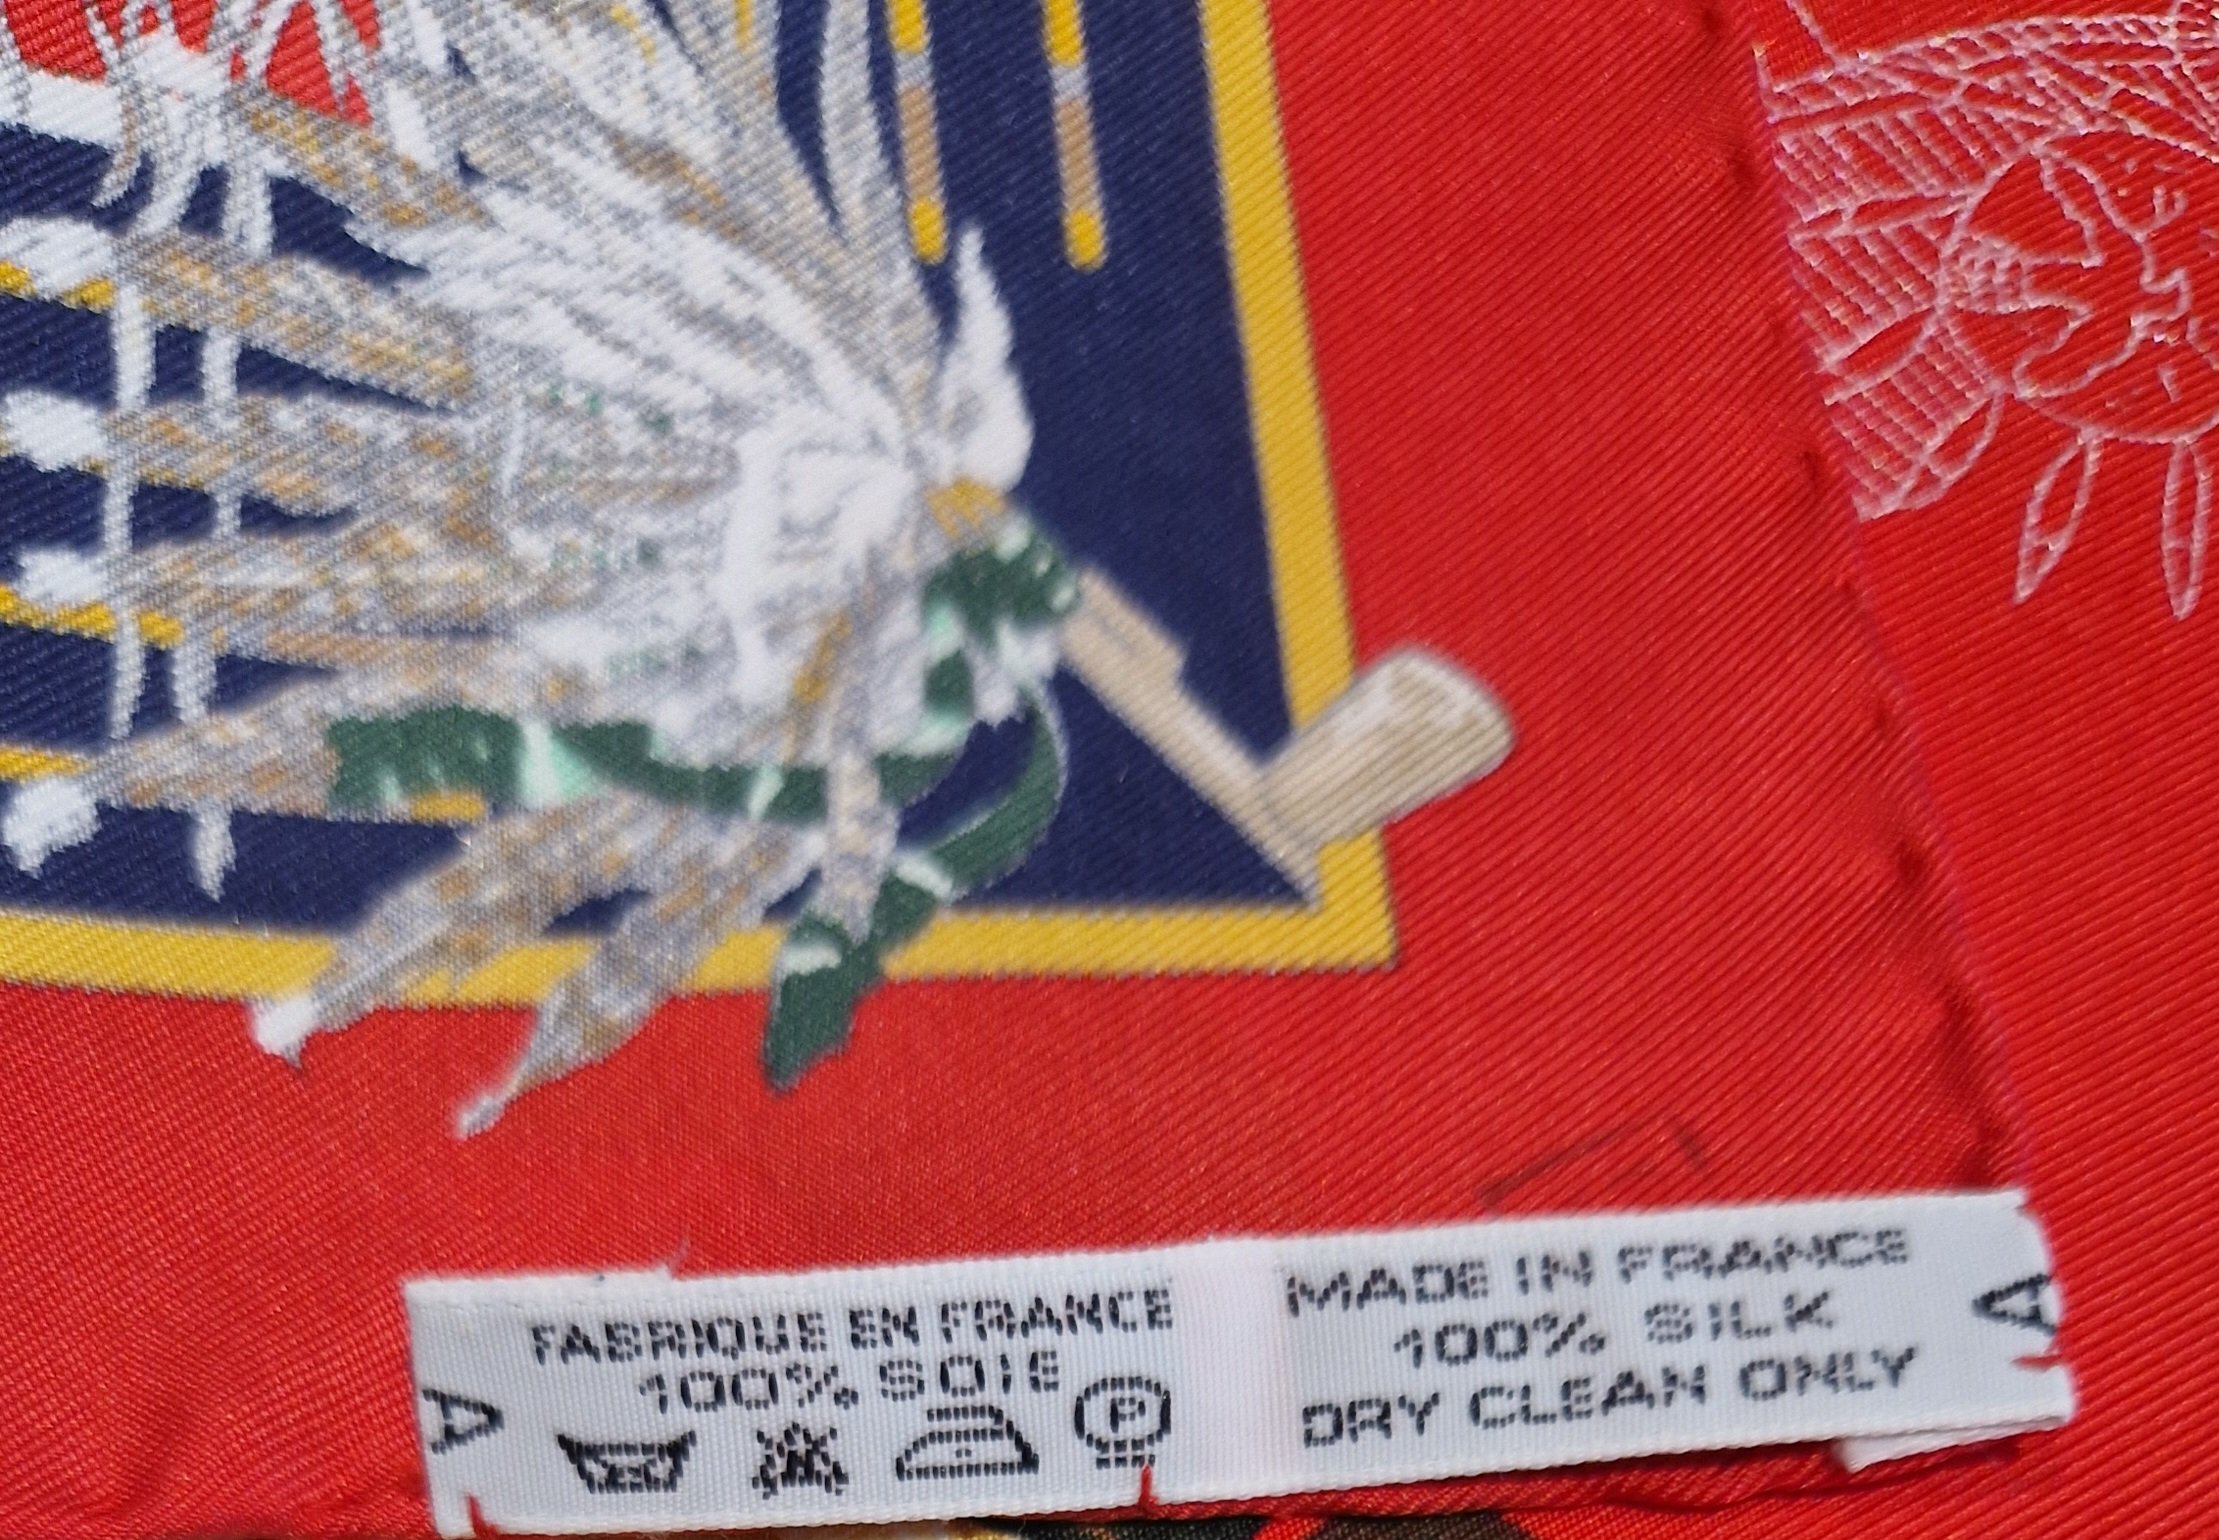 FABRIQUE EN FRANCE
100% SOIE
P
A
MADE IN FRANCE
100% SILK
DRY CLEAN ONLY
A